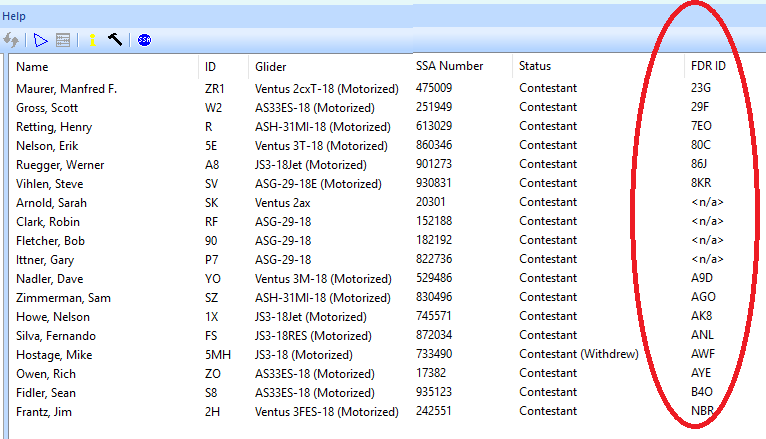 Help
SSA
Name ID Glider SSA Number Status FDR ID
Maurer, Manfred F. ZR1 Ventus 2cxT-18 (Motorized) 475009 Contestant 23G
Gross, Scott W2 AS33ES-18 (Motorized) 251949 Contestant 29F
Retting, Henry R ASH-31MI-18 (Motorized) 613029 Contestant 7EO
Nelson, Erik 5E Ventus 3T-18 (Motorized) 860346 Contestant 80C
Ruegger, Werner A8 JS3-18Jet (Motorized) 901273 Contestant 86J
Vihlen, Steve SV ASG-29-18E (Motorized) 930831 Contestant 8KR
Arnold, Sarah SK Ventus 2ax 20301 Contestant <n/a>
Clark, Robin RF ASG-29-18 152188 Contestant <n/a>
Fletcher, Bob 90 ASG-29-18 182192 Contestant <n/a>
Ittner, Gary P7 ASG-29-18 822736 Contestant <n/a>
Nadler, Dave YO Ventus 3M-18 (Motorized) 529486 Contestant A9D
Zimmerman, Sam SZ ASH-31MI-18 (Motorized) 830496 Contestant AGO
Howe, Nelson 1X JS3-18Jet (Motorized) 745571 Contestant AK8
Silva, Fernando FS JS3-18RES (Motorized) 872034 Contestant ANL
Hostage, Mike 5MH JS3-18 (Motorized) 733490 Contestant (Withdrew) AWF
Owen, Rich ZO AS33ES-18 (Motorized) 17382 Contestant AYE
Fidler, Sean S8 AS33ES-18 (Motorized) 935123 Contestant B4O
Frantz, Jim 2H Ventus 3FES-18 (Motorized) 242551 Contestant NBR